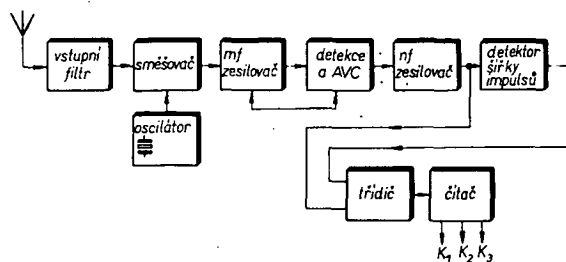 vstupní
filtr
směšovač
mf
zesilovač
detekce
a AVC
nf
zesilovač
detektor
šířky
impulsů
oscilátor
třídič
čítač
K1 K2 K3